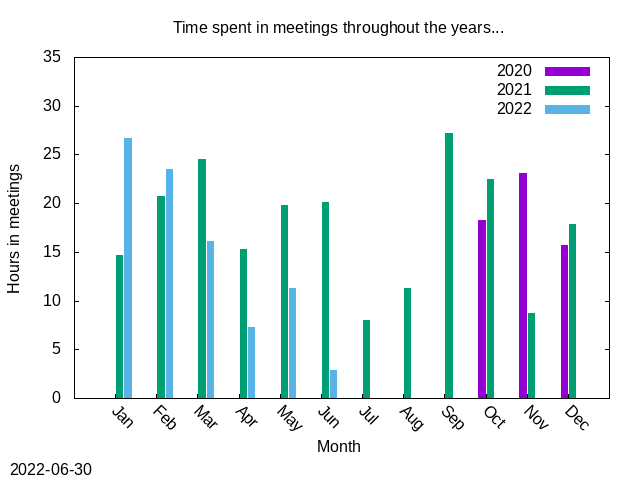 Time spent in meetings throughout the years...
35
30
25
20
15
10
5
0
Hours in meetings
2020
2021
2022
Jan
Feb
Mar
Apr
May
Jun
Jul
Aug
Sep
Oct
Nov
Dec
Month
2022-06-30